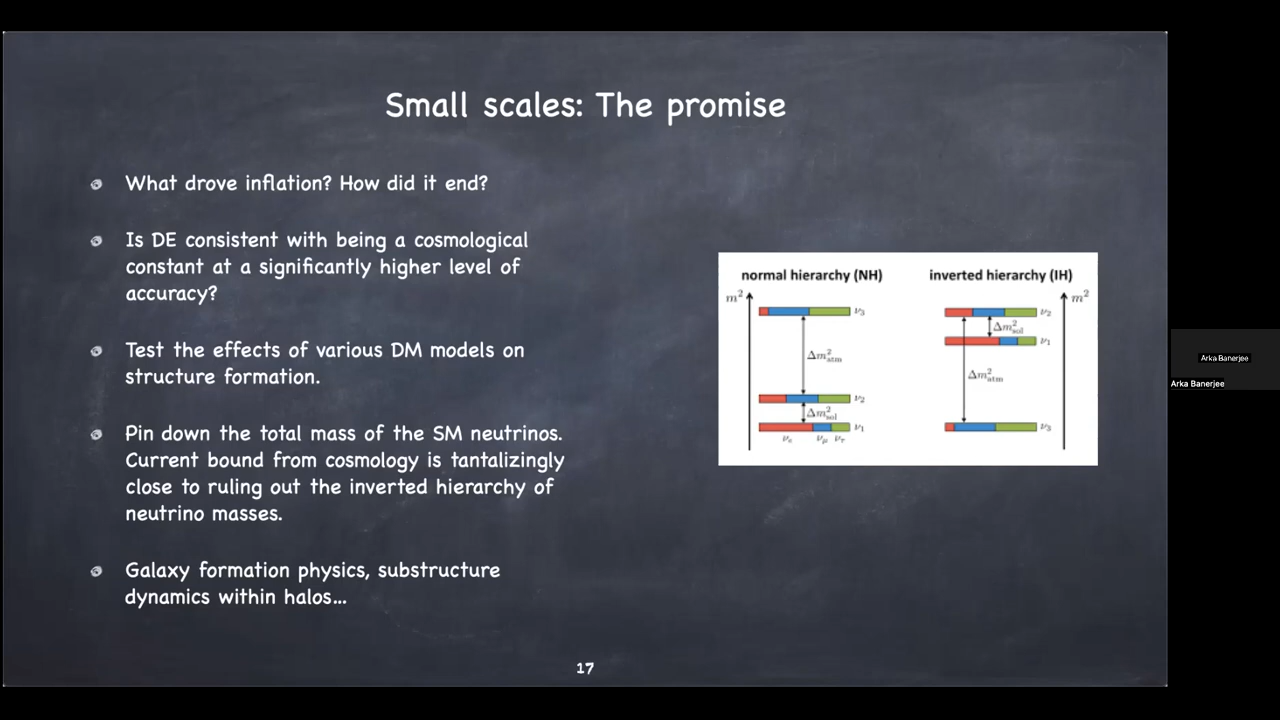 Small scales: The promise
What drove inflation? How did it end?
Is DE consistent with being a cosmological
constant at a significantly higher level of
accuracy?
Test the effects of various DM models on
structure formation.
Pin down the total mass of the SM neutrinos.
Current bound from cosmology is tantalizingly
close to ruling out the inverted hierarchy of
neutrino masses.
Galaxy formation physics, substructure
dynamics within halos...
normal hierarchy (NH)
m²
ν₃
Δm²atm
ν₂
Δm²sol
ν₁
νₑ νμ ντ
inverted hierarchy (IH)
m²
ν₂
Δm²sol
ν₁
Δm²atm
ν₃
17
Arka Banerjee
Arka Banerjee